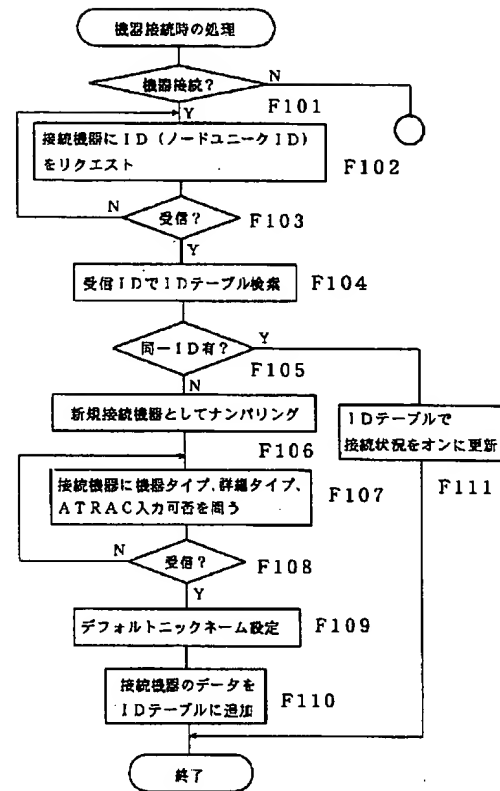 機器接続時の処理
機器接続？
N
F101
Y
接続機器にＩＤ（ノードユニークＩＤ）
をリクエスト
F102
N
受信？
F103
Y
受信ＩＤでＩＤテーブル検索
F104
同一ＩＤ有？
Y
F105
N
新規接続機器としてナンバリング
F106
ＩＤテーブルで
接続状況をオンに更新
F111
接続機器に機器タイプ、詳細タイプ、
ＡＴＲＡＣ入力可否を問う
F107
N
受信？
F108
Y
デフォルトニックネーム設定
F109
接続機器のデータを
ＩＤテーブルに追加
F110
終了